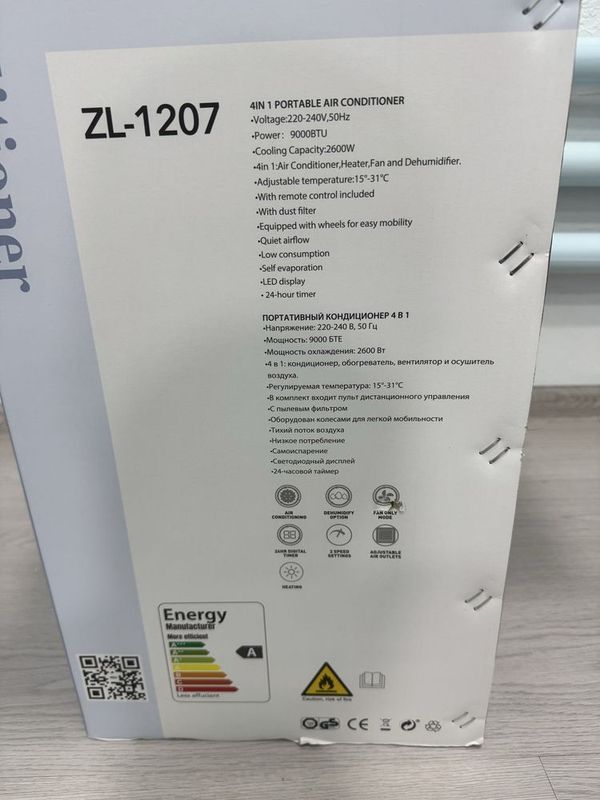 tioner
ZL-1207
4IN 1 PORTABLE AIR CONDITIONER
•Voltage:220-240V,50Hz
•Power: 9000BTU
•Cooling Capacity:2600W
•4in 1:Air Conditioner,Heater,Fan and Dehumidifier.
•Adjustable temperature:15°-31°C
•With remote control included
•With dust filter
•Equipped with wheels for easy mobility
•Quiet airflow
•Low consumption
•Self evaporation
•LED display
• 24-hour timer
ПОРТАТИВНЫЙ КОНДИЦИОНЕР 4 В 1
•Напряжение: 220-240 В, 50 Гц
•Мощность: 9000 БТЕ
•Мощность охлаждения: 2600 Вт
•4 в 1: кондиционер, обогреватель, вентилятор и осушитель
воздуха.
•Регулируемая температура: 15°-31°C
•В комплект входит пульт дистанционного управления
•С пылевым фильтром
•Оборудован колесами для легкой мобильности
•Тихий поток воздуха
•Низкое потребление
•Самоиспарение
•Светодиодный дисплей
•24-часовой таймер
AIR
CONDITIONING
DEHUMIDIFY
OPTION
FAN ONLY
MODE
24HR DIGITAL
TIMER
3 SPEED
SETTINGS
ADJUSTABLE
AIR OUTLETS
HEATING
Energy
Manufacturer
More efficient
A+++
A++
A+
A
B
C
D
A
Less effucient
Caution, risk of fire
GS CE